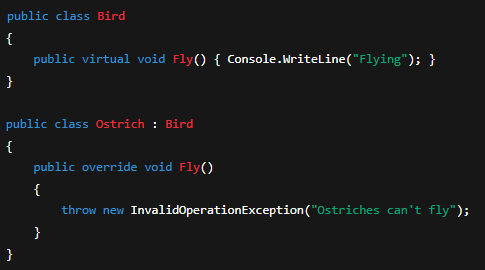 public class Bird
{
    public virtual void Fly() { Console.WriteLine("Flying"); }
}
public class Ostrich : Bird
{
    public override void Fly()
    {
        throw new InvalidOperationException("Ostriches can't fly");
    }
}